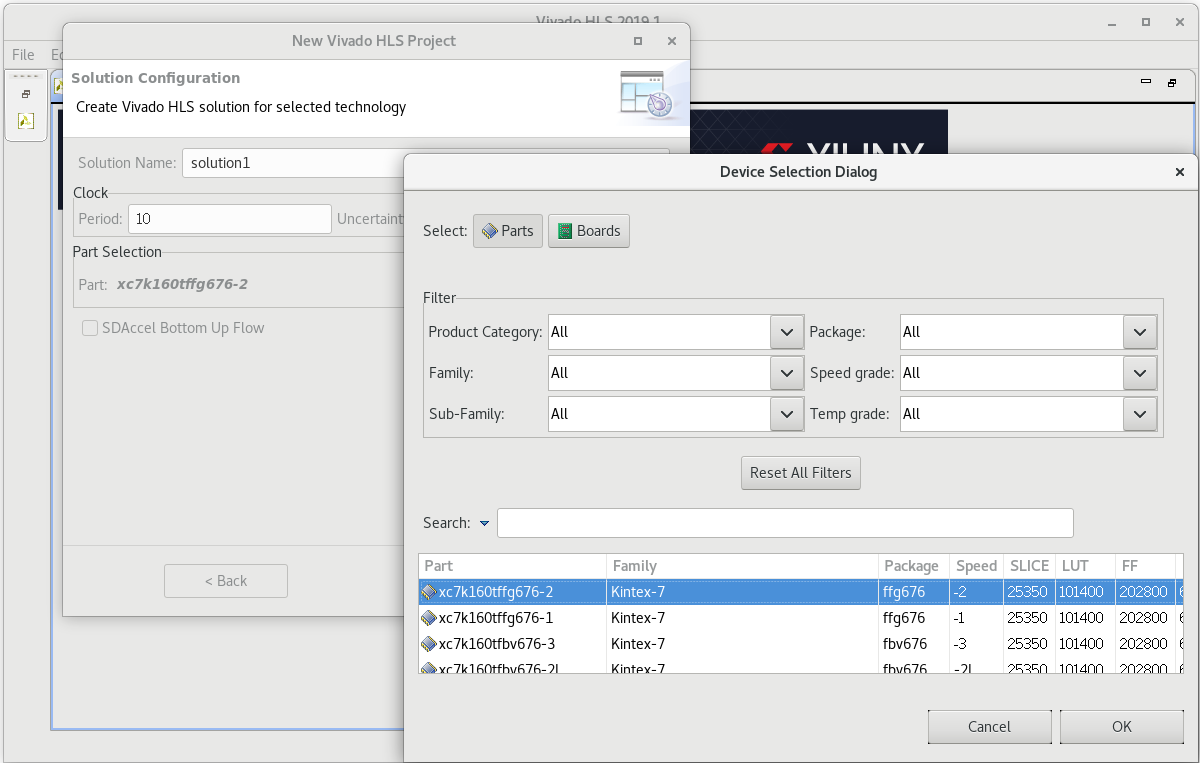 Vivado HLS 2019.1
File
New Vivado HLS Project
Solution Configuration
Create Vivado HLS solution for selected technology
Solution Name: solution1
Clock
Period: 10 Uncertaint
Part Selection
Part: xc7k160tffg676-2
SDAccel Bottom Up Flow
< Back
XILINX
Device Selection Dialog
Select: Parts Boards
Filter
Product Category: All Package: All
Family: All Speed grade: All
Sub-Family: All Temp grade: All
Reset All Filters
Search:
Part Family Package Speed SLICE LUT FF
xc7k160tffg676-2 Kintex-7 ffg676 -2 25350 101400 202800
xc7k160tffg676-1 Kintex-7 ffg676 -1 25350 101400 202800
xc7k160tfbv676-3 Kintex-7 fbv676 -3 25350 101400 202800
xc7k160tfbv676-2L Kintex-7 fbv676 -2L 25350 101400 202800
Cancel OK